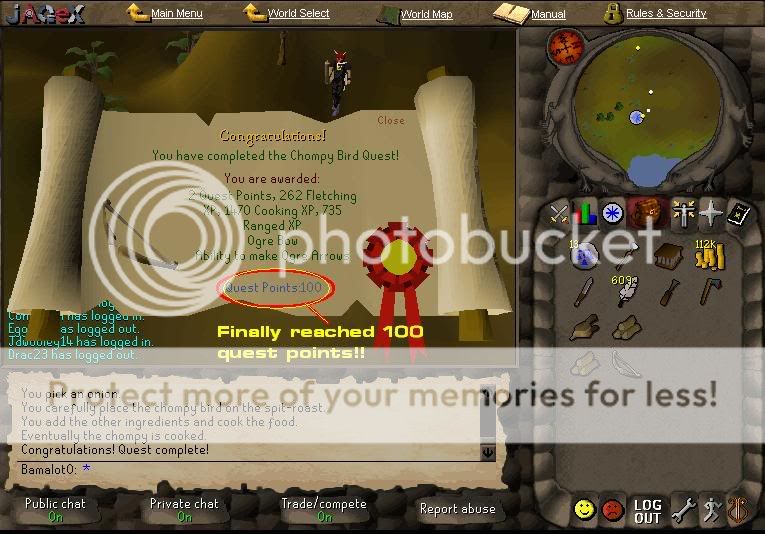 JAGEX Main Menu World Select World Map Manual Rules & Security
Close
Congratulations!
You have completed the Chompy Bird Quest!
You are awarded:
2 Quest Points, 262 Fletching
XP, 1470 Cooking XP, 735
Ranged XP
Ogre Bow
Ability to make Ogre Arrows
Quest Points:100
Finally reached 100
quest points!!
photobucket
has logged out.
Jdwooley14 has logged in.
Drac23 has logged out.
Protect more of your memories for less!
You pick an onion.
You carefully place the chompy bird on the spit-roast.
You add the other ingredients and cook the food.
Eventually the chompy is cooked.
Congratulations! Quest complete!
Bamalot0: *
Public chat Private chat Trade/compete Report abuse
On On On
13 112K
609
LOG
OUT